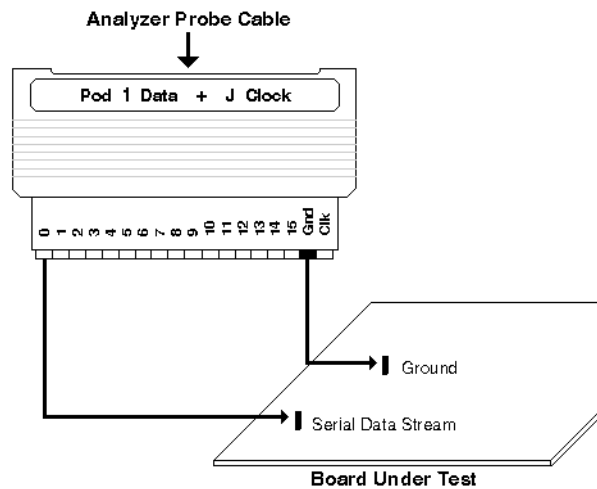 Analyzer Probe Cable
Pod 1 Data + J Clock
0 1 2 3 4 5 6 7 8 9 10 11 12 13 14 15 Gnd Clk
Ground
Serial Data Stream
Board Under Test